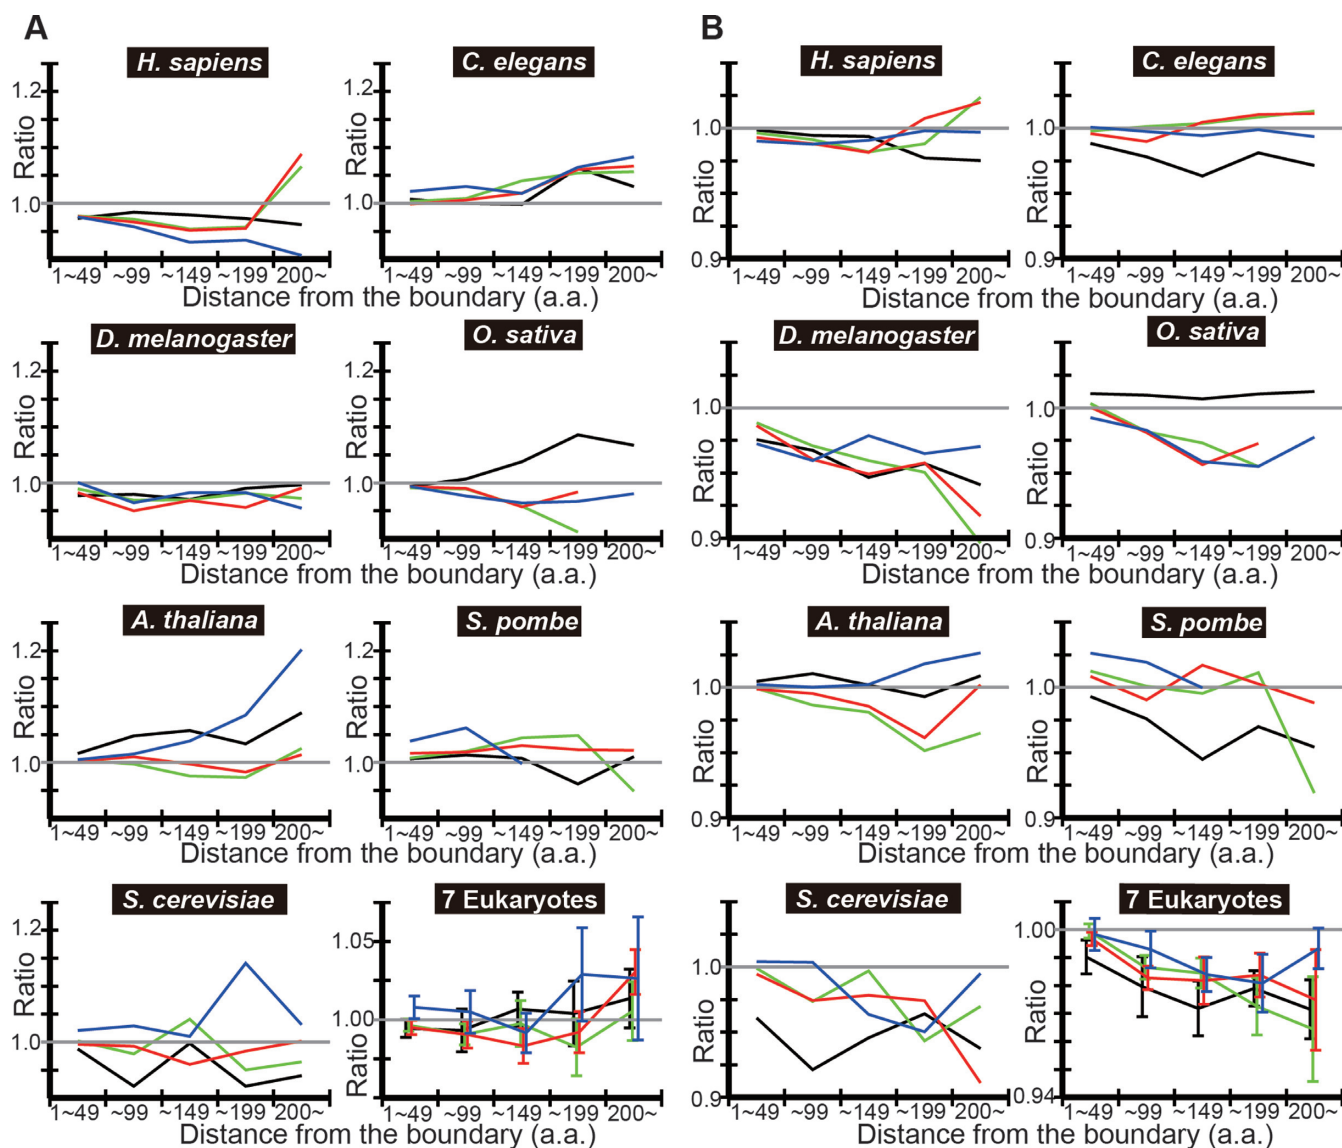 A
B
H. sapiens
C. elegans
H. sapiens
C. elegans
1.2
1.2
1.0
1.0
1.0
1.0
0.9
0.9
Ratio
Ratio
Ratio
Ratio
1~49 ~99 ~149 ~199 200~
1~49 ~99 ~149 ~199 200~
1~49 ~99 ~149 ~199 200~
1~49 ~99 ~149 ~199 200~
Distance from the boundary (a.a.)
Distance from the boundary (a.a.)
D. melanogaster
O. sativa
D. melanogaster
O. sativa
1.2
1.2
1.0
1.0
1.0
1.0
0.9
0.9
Ratio
Ratio
Ratio
Ratio
1~49 ~99 ~149 ~199 200~
1~49 ~99 ~149 ~199 200~
1~49 ~99 ~149 ~199 200~
1~49 ~99 ~149 ~199 200~
Distance from the boundary (a.a.)
Distance from the boundary (a.a.)
A. thaliana
S. pombe
A. thaliana
S. pombe
1.2
1.2
1.0
1.0
1.0
1.0
0.9
0.9
Ratio
Ratio
Ratio
Ratio
1~49 ~99 ~149 ~199 200~
1~49 ~99 ~149 ~199 200~
1~49 ~99 ~149 ~199 200~
1~49 ~99 ~149 ~199 200~
Distance from the boundary (a.a.)
Distance from the boundary (a.a.)
S. cerevisiae
7 Eukaryotes
S. cerevisiae
7 Eukaryotes
1.2
1.05
1.0
1.00
1.0
1.00
0.9
0.94
Ratio
Ratio
Ratio
Ratio
1~49 ~99 ~149 ~199 200~
1~49 ~99 ~149 ~199 200~
1~49 ~99 ~149 ~199 200~
1~49 ~99 ~149 ~199 200~
Distance from the boundary (a.a.)
Distance from the boundary (a.a.)